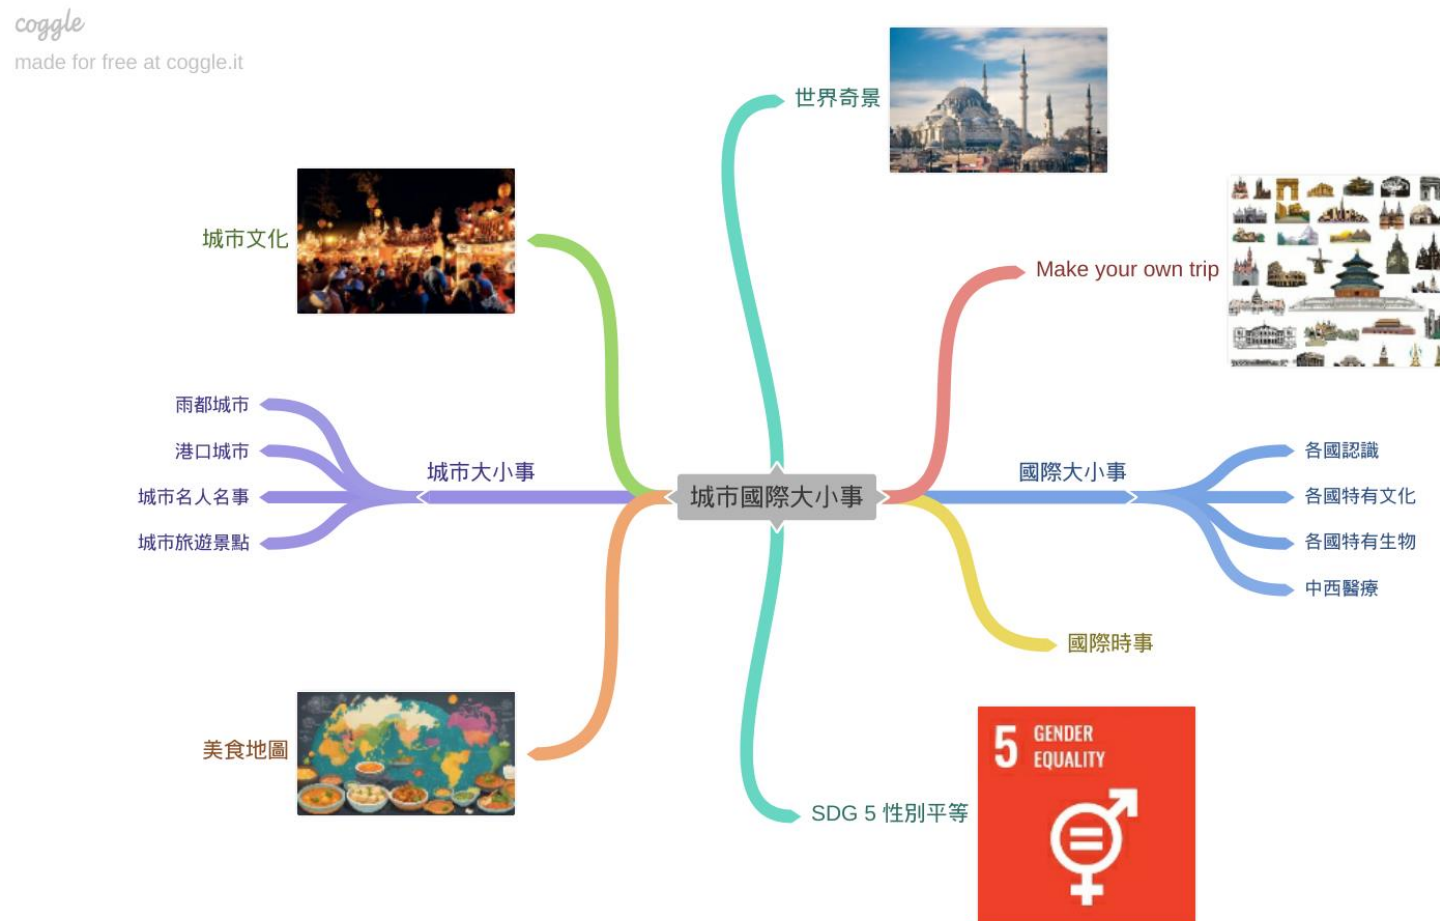 coggle
made for free at coggle.it
世界奇景
城市文化
Make your own trip
雨都城市
港口城市
城市名人名事
城市旅遊景點
城市大小事
城市國際大小事
國際大小事
各國認識
各國特有文化
各國特有生物
中西醫療
國際時事
美食地圖
SDG 5 性別平等
5 GENDER
EQUALITY